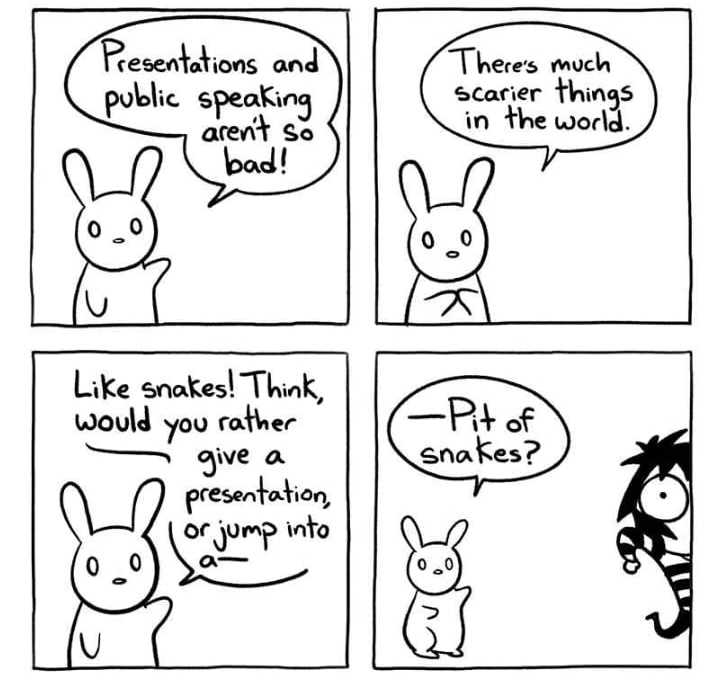 Presentations and
public speaking
aren't so
bad!
There's much
scarier things
in the world.
Like snakes! Think,
would you rather
give a
presentation,
or jump into
a—
—Pit of
snakes?